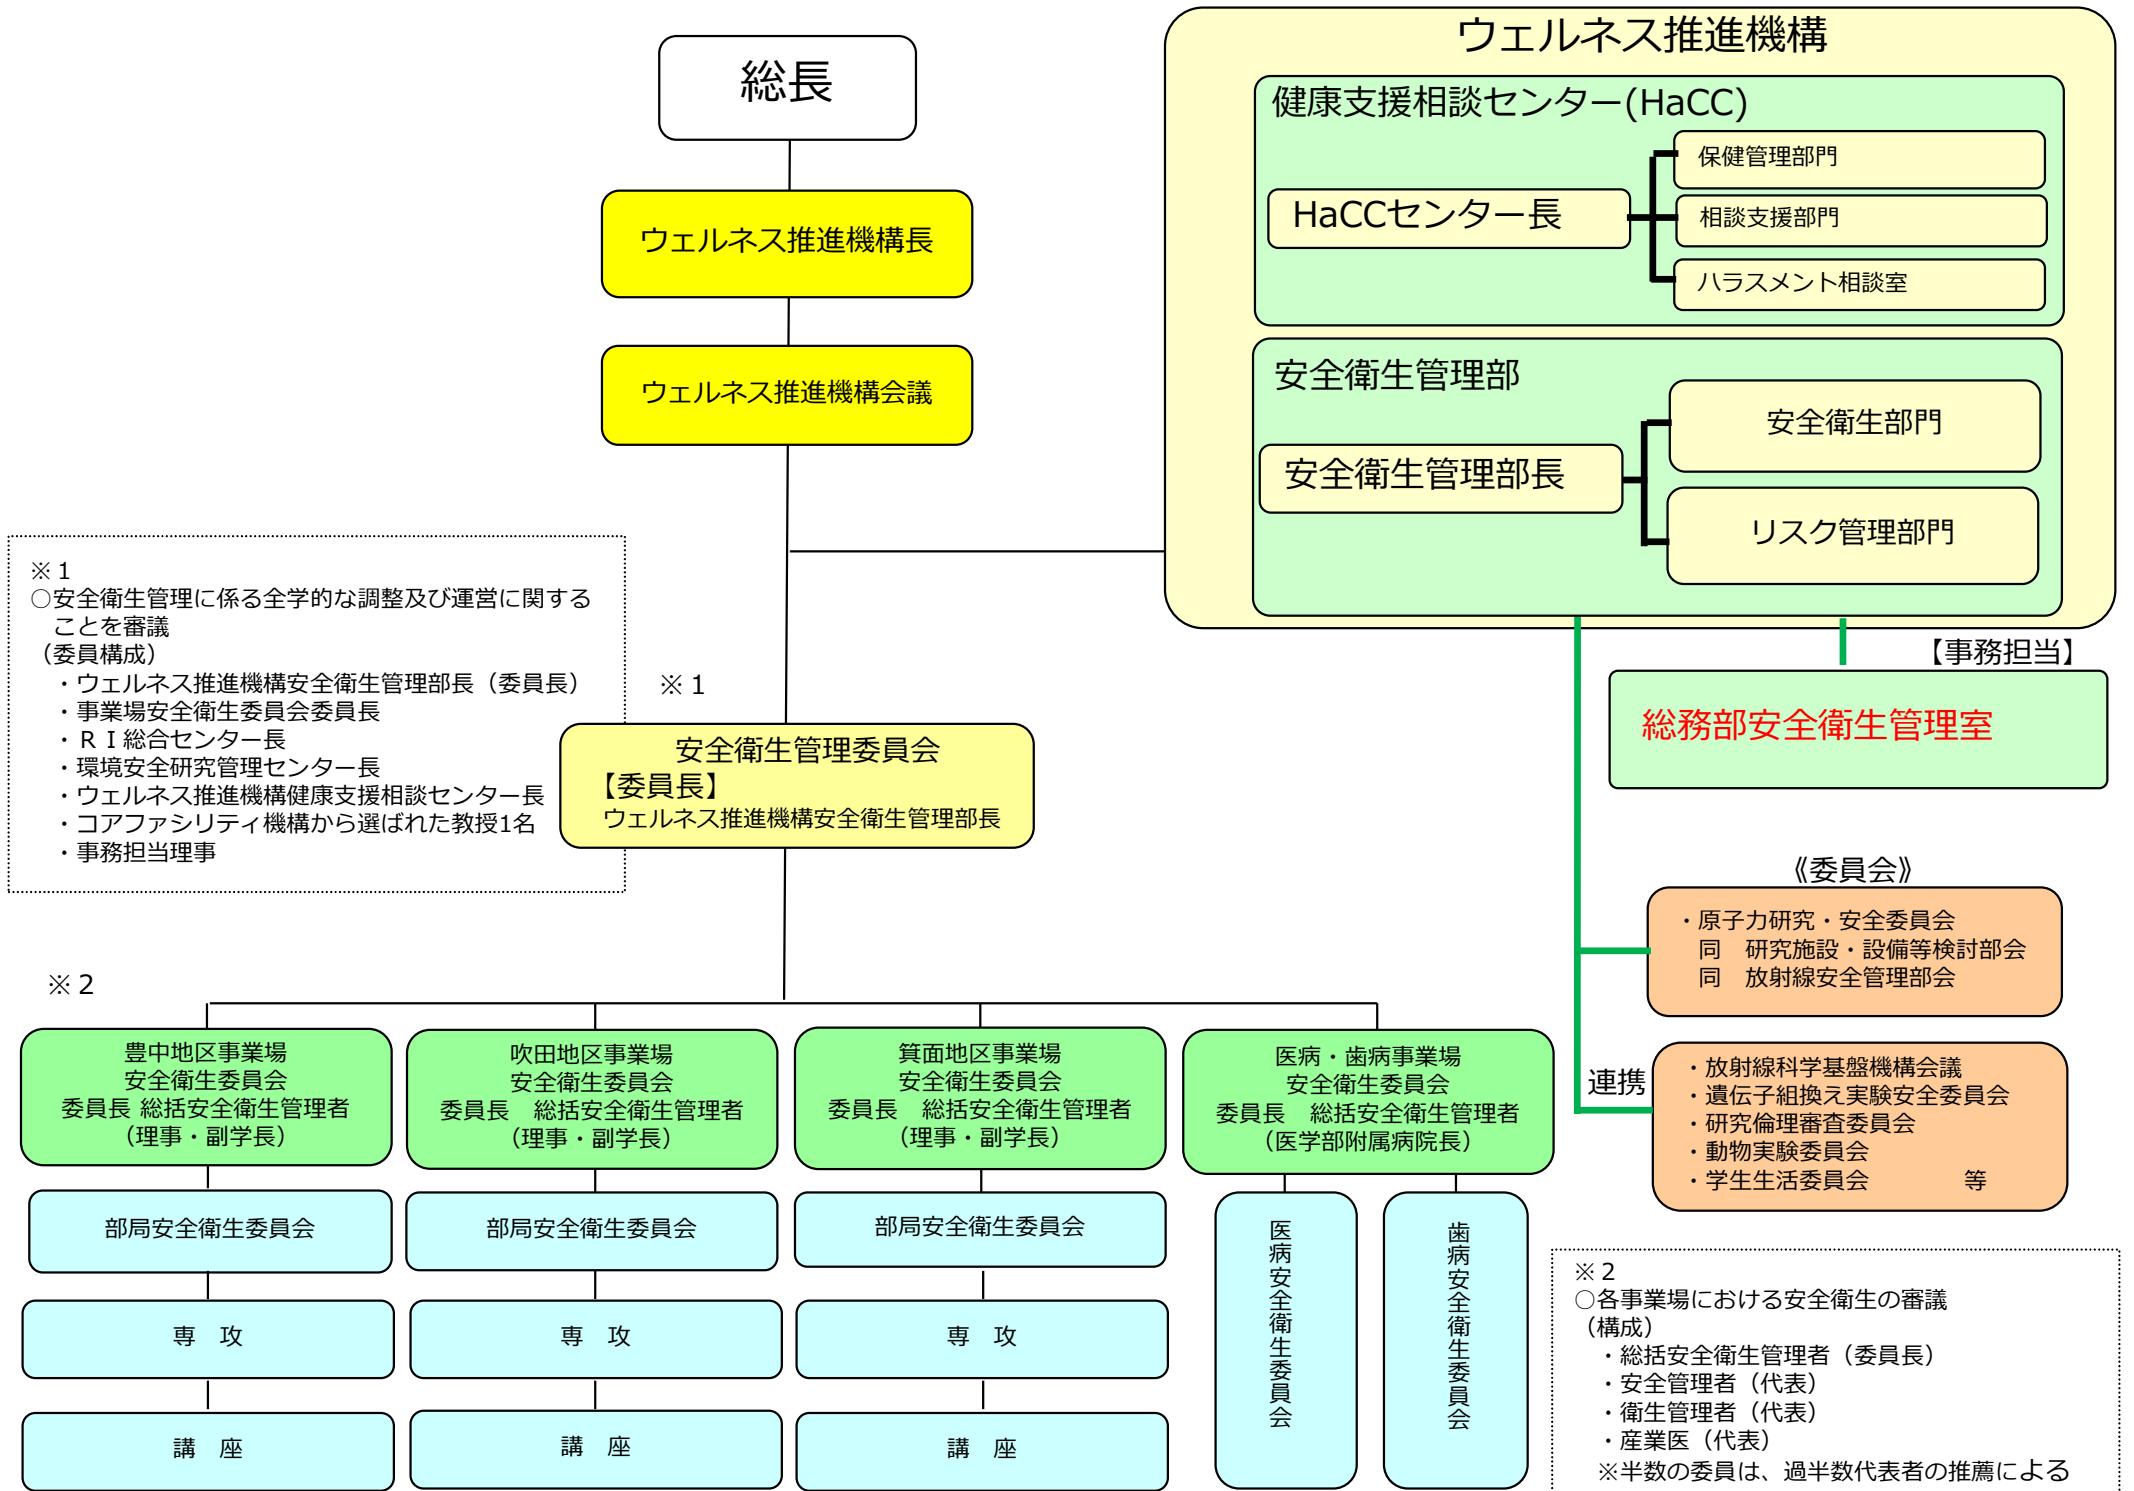 総長
ウェルネス推進機構長
ウェルネス推進機構会議
ウェルネス推進機構
健康支援相談センター(HaCC)
HaCCセンター長
保健管理部門
相談支援部門
ハラスメント相談室
安全衛生管理部
安全衛生管理部長
安全衛生部門
リスク管理部門
【事務担当】
総務部安全衛生管理室
※１
○安全衛生管理に係る全学的な調整及び運営に関する
ことを審議
（委員構成）
・ウェルネス推進機構安全衛生管理部長（委員長）
・事業場安全衛生委員会委員長
・ＲＩ総合センター長
・環境安全研究管理センター長
・ウェルネス推進機構健康支援相談センター長
・コアファシリティ機構から選ばれた教授1名
・事務担当理事
※１
安全衛生管理委員会
【委員長】
ウェルネス推進機構安全衛生管理部長
《委員会》
・原子力研究・安全委員会
同　研究施設・設備等検討部会
同　放射線安全管理部会
連携
・放射線科学基盤機構会議
・遺伝子組換え実験安全委員会
・研究倫理審査委員会
・動物実験委員会
・学生生活委員会　　　　等
※２
豊中地区事業場
安全衛生委員会
委員長 総括安全衛生管理者
（理事・副学長）
部局安全衛生委員会
専　攻
講　座
吹田地区事業場
安全衛生委員会
委員長　総括安全衛生管理者
（理事・副学長）
部局安全衛生委員会
専　攻
講　座
箕面地区事業場
安全衛生委員会
委員長　総括安全衛生管理者
（理事・副学長）
部局安全衛生委員会
専　攻
講　座
医病・歯病事業場
安全衛生委員会
委員長　総括安全衛生管理者
（医学部附属病院長）
医病安全衛生委員会
歯病安全衛生委員会
※２
○各事業場における安全衛生の審議
（構成）
・総括安全衛生管理者（委員長）
・安全管理者（代表）
・衛生管理者（代表）
・産業医（代表）
※半数の委員は、過半数代表者の推薦による